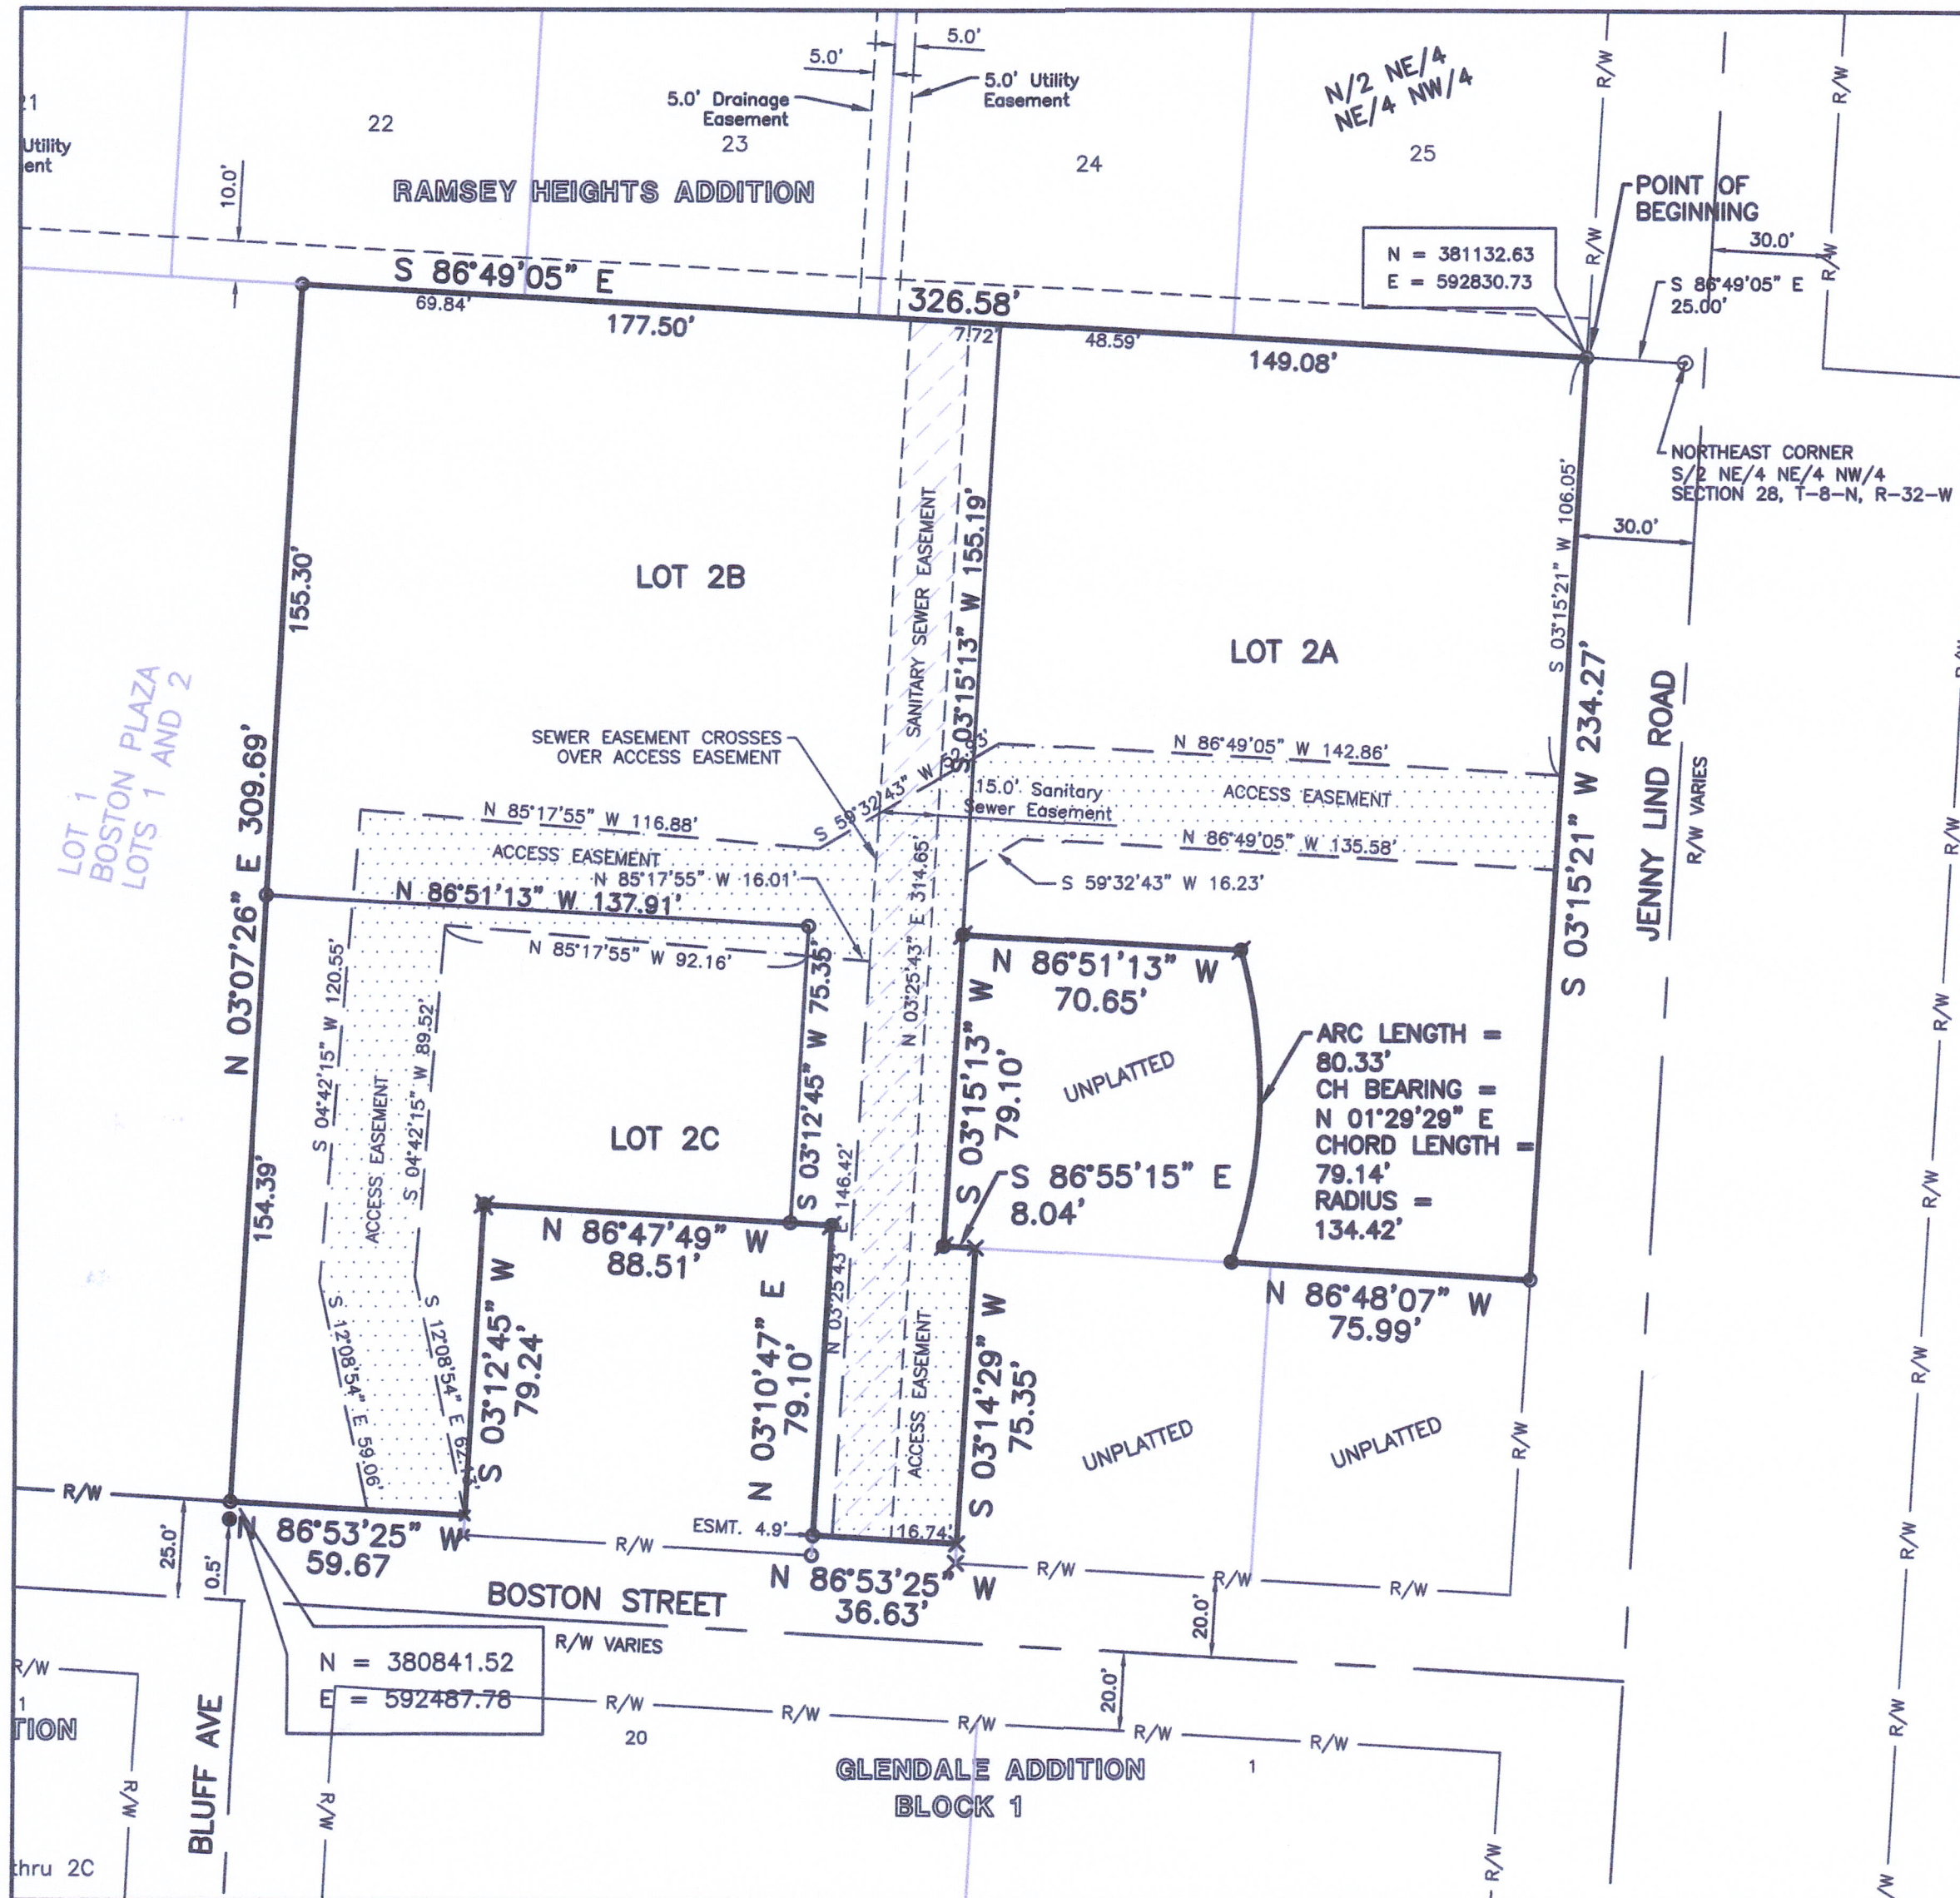 5.0'
5.0'
5.0' Drainage
Easement
5.0' Utility
Easement
N/2 NE/4
NE/4 NW/4
R/W
R/W
21
Utility
ent
22
23
24
25
10.0'
RAMSEY HEIGHTS ADDITION
POINT OF
BEGINNING
R/W
R/W
30.0'
N = 381132.63
E = 592830.73
S 86°49'05" E
25.00'
S 86°49'05" E
326.58'
69.84'
177.50'
7.72'
48.59'
149.08'
NORTHEAST CORNER
S/2 NE/4 NE/4 NW/4
SECTION 28, T-8-N, R-32-W
30.0'
S 03°15'21" W 106.05'
155.30'
LOT 2B
SANITARY SEWER EASEMENT
S 03°15'13" W 155.19'
LOT 2A
S 03°15'21" W 234.27'
JENNY LIND ROAD
R/W VARIES
LOT 1
BOSTON PLAZA
LOTS 1 AND 2
N 03°07'26" E 309.69'
SEWER EASEMENT CROSSES
OVER ACCESS EASEMENT
N 86°49'05" W 142.86'
S 59°32'43" W
15.0' Sanitary
Sewer Easement
ACCESS EASEMENT
N 85°17'55" W 116.88'
ACCESS EASEMENT
N 86°49'05" W 135.58'
N 85°17'55" W 16.01'
S 59°32'43" W 16.23'
N 86°51'13" W 137.91'
N 85°17'55" W 92.16'
N 03°25'43" E 314.65'
N 86°51'13" W
70.65'
S 04°42'15" W 120.55'
S 04°42'15" W 89.52'
ACCESS EASEMENT
S 03°12'45" W 75.35'
S 03°15'13" W
79.10'
UNPLATTED
ARC LENGTH =
80.33'
CH BEARING =
N 01°29'29" E
CHORD LENGTH =
79.14'
RADIUS =
134.42'
154.39'
LOT 2C
S 86°55'15" E
8.04'
N 86°47'49" W
88.51'
N 03°25'43" E 146.42'
N 86°48'07" W
75.99'
S 12°08'54" E 59.06'
S 12°08'54" E
S 03°12'45" W
79.24'
N 03°10'47" E
79.10'
ACCESS EASEMENT
S 03°14'29" W
75.35'
UNPLATTED
UNPLATTED
R/W
R/W
R/W
R/W
R/W
R/W
R/W
R/W
R/W
25.0'
0.5'
N 86°53'25" W
59.67
R/W
ESMT. 4.9'
16.74'
N 86°53'25" W
36.63'
R/W
R/W
R/W
BOSTON STREET
R/W VARIES
20.0'
20.0'
N = 380841.52
E = 592487.78
R/W
1
TION
R/W
R/W
R/W
R/W
R/W
R/W
20
GLENDALE ADDITION
BLOCK 1
1
BLUFF AVE
R/W
R/W
R/W
thru 2C